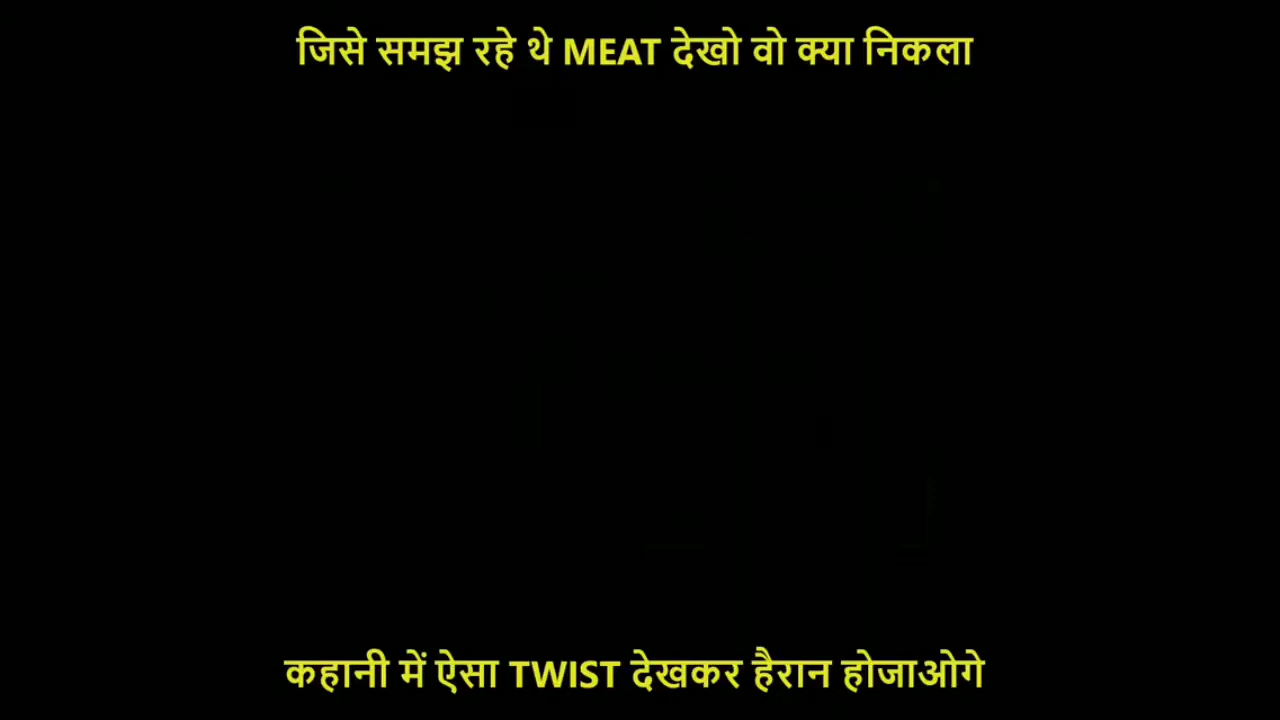 जिसे समझ रहे थे MEAT देखो वो क्या निकला
कहानी में ऐसा TWIST देखकर हैरान होजाओगे